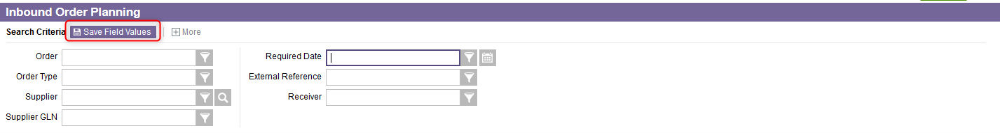 Inbound Order Planning
Search Criteria Save Field Values More
Order Required Date
Order Type External Reference
Supplier Receiver
Supplier GLN